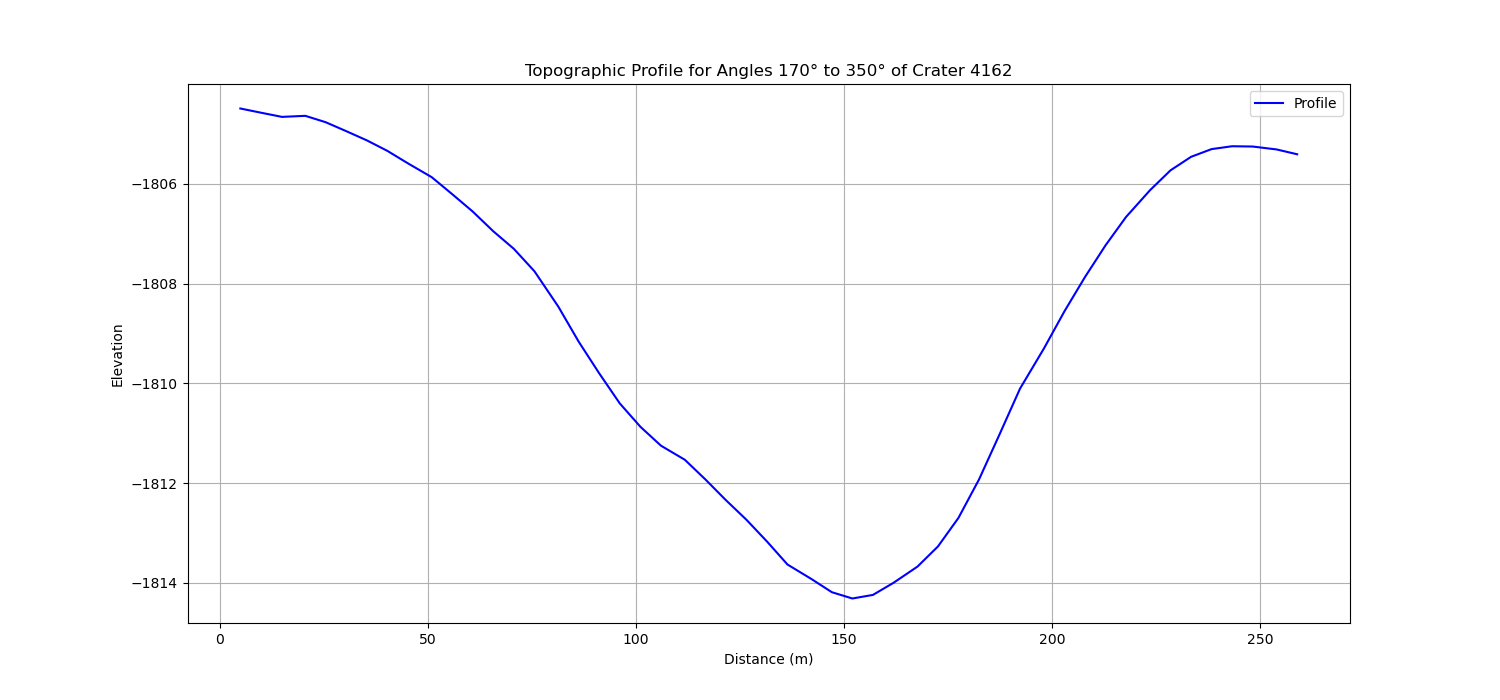 Topographic Profile for Angles 170° to 350° of Crater 4162
Profile
−1806
−1808
−1810
−1812
−1814
Elevation
0 50 100 150 200 250
Distance (m)